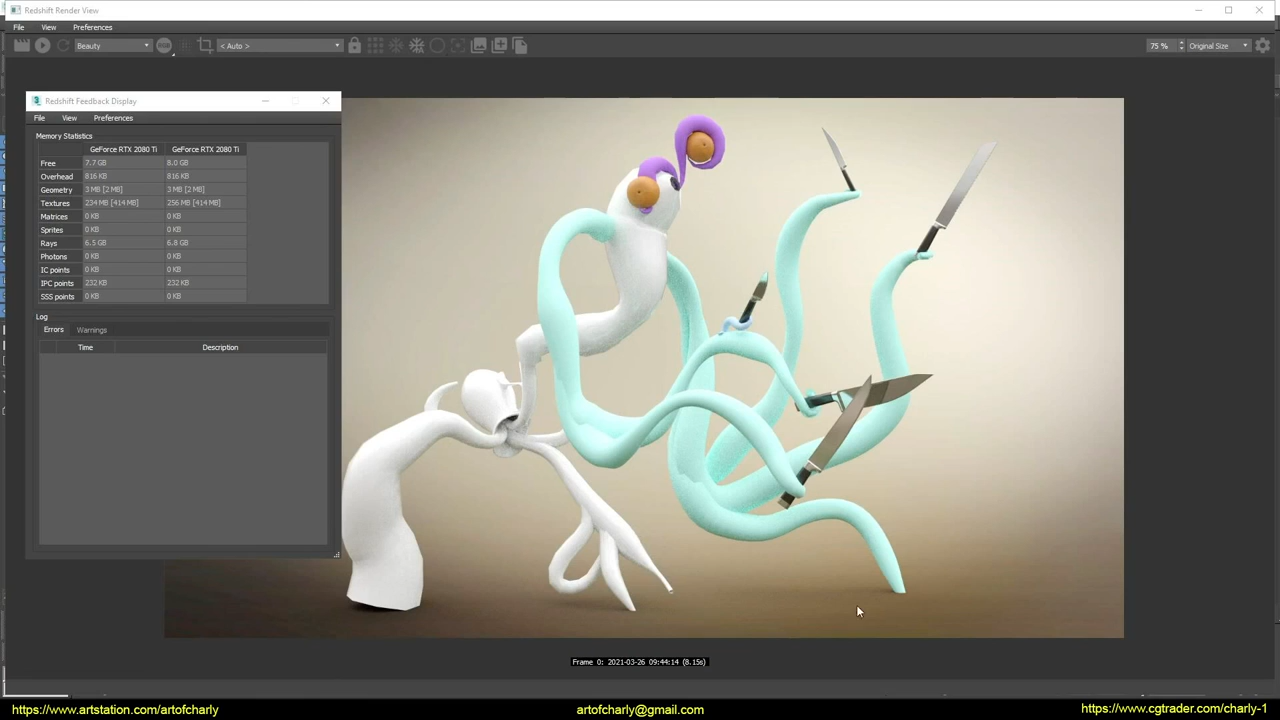 Redshift Render View
File View Preferences
Beauty < Auto > 75 % Original Size
Redshift Feedback Display
File View Preferences
Memory Statistics
GeForce RTX 2080 Ti GeForce RTX 2080 Ti
Free 7.7 GB 8.0 GB
Overhead 816 KB 816 KB
Geometry 3 MB [2 MB] 3 MB [2 MB]
Textures 234 MB [414 MB] 256 MB [414 MB]
Matrices 0 KB 0 KB
Sprites 0 KB 0 KB
Rays 6.5 GB 6.8 GB
Photons 0 KB 0 KB
IC points 0 KB 0 KB
IPC points 232 KB 232 KB
SSS points 0 KB 0 KB
Log
Errors Warnings
Time Description
Frame 0: 2021-03-26 09:44:14 (8.15s)
https://www.artstation.com/artofcharly artofcharly@gmail.com https://www.cgtrader.com/charly-1